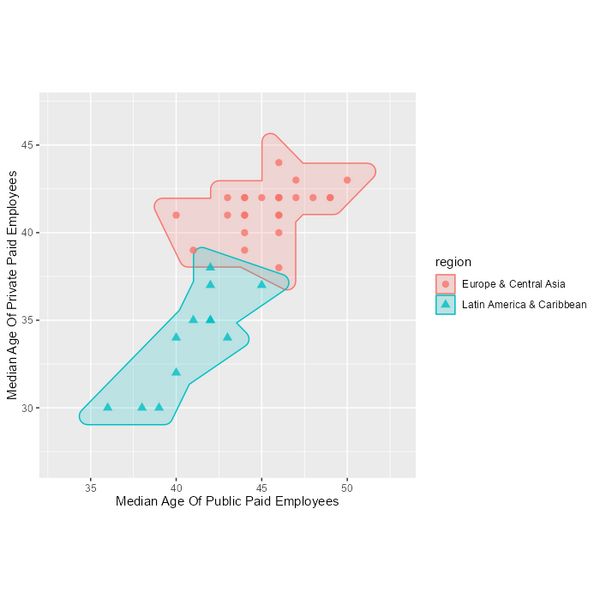 45
40
35
30
35 40 45 50
Median Age Of Public Paid Employees
Median Age Of Private Paid Employees
region
Europe & Central Asia
Latin America & Caribbean